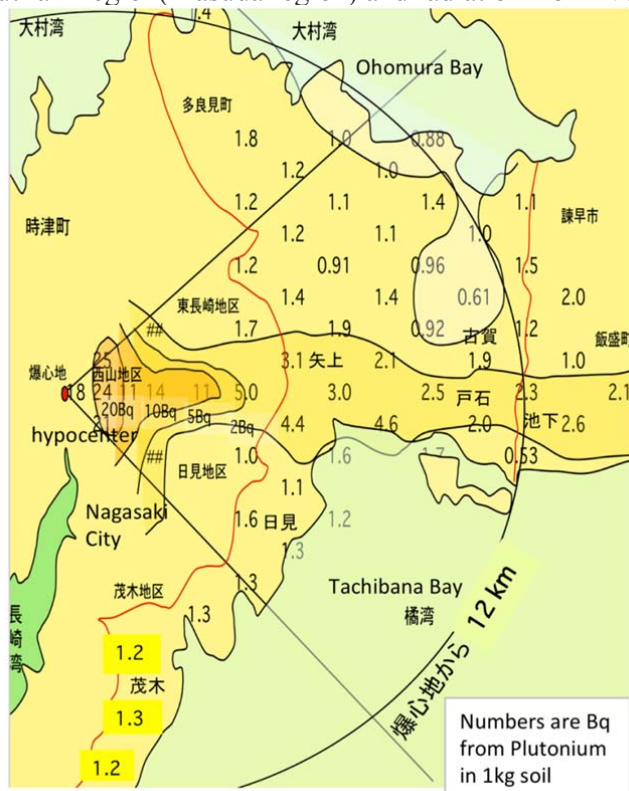 大村湾
1.4
大村湾
Ohomura Bay
多良見町
1.8
1.0
0.88
1.2
1.0
1.2
1.1
1.4
1.1
諫早市
時津町
1.2
1.1
1.0
1.2
0.91
0.96
1.5
東長崎地区
1.4
1.4
0.61
2.0
##
1.7
1.9
0.92
古賀
1.2
飯盛町
25
3.1
矢上
2.1
1.9
1.0
爆心地
西山地区
18
24
11
14
11
5.0
3.0
2.5
戸石
2.3
2.1
20Bq
10Bq
5Bq
2Bq
4.4
4.6
2.0
池下
2.6
hypocenter
##
日見地区
1.0
1.6
1.7
0.53
1.1
Nagasaki
City
1.6
日見
1.2
1.3
茂木地区
1.3
Tachibana Bay
橘湾
長崎湾
1.3
1.2
茂木
爆心地から 12 km
1.3
1.2
Numbers are Bq
from Plutonium
in 1kg soil